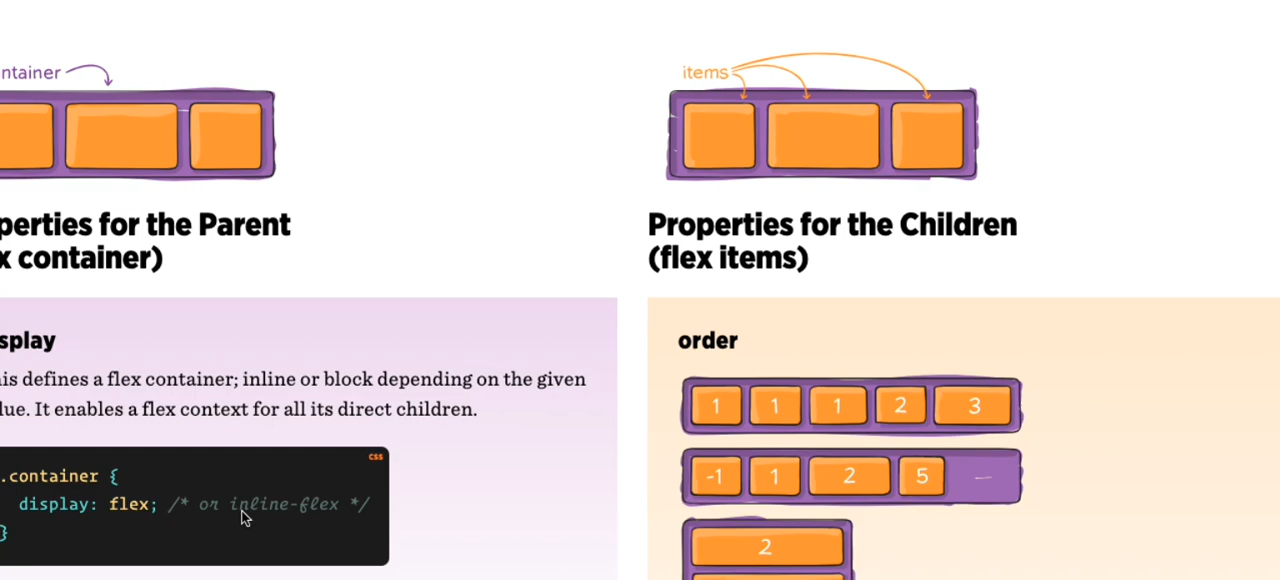 ntainer
perties for the Parent
x container)
splay
is defines a flex container; inline or block depending on the given
lue. It enables a flex context for all its direct children.
CSS
.container {
display: flex; /* or inline-flex */
}
items
Properties for the Children
(flex items)
order
1 1 1 2 3
-1 1 2 5
2